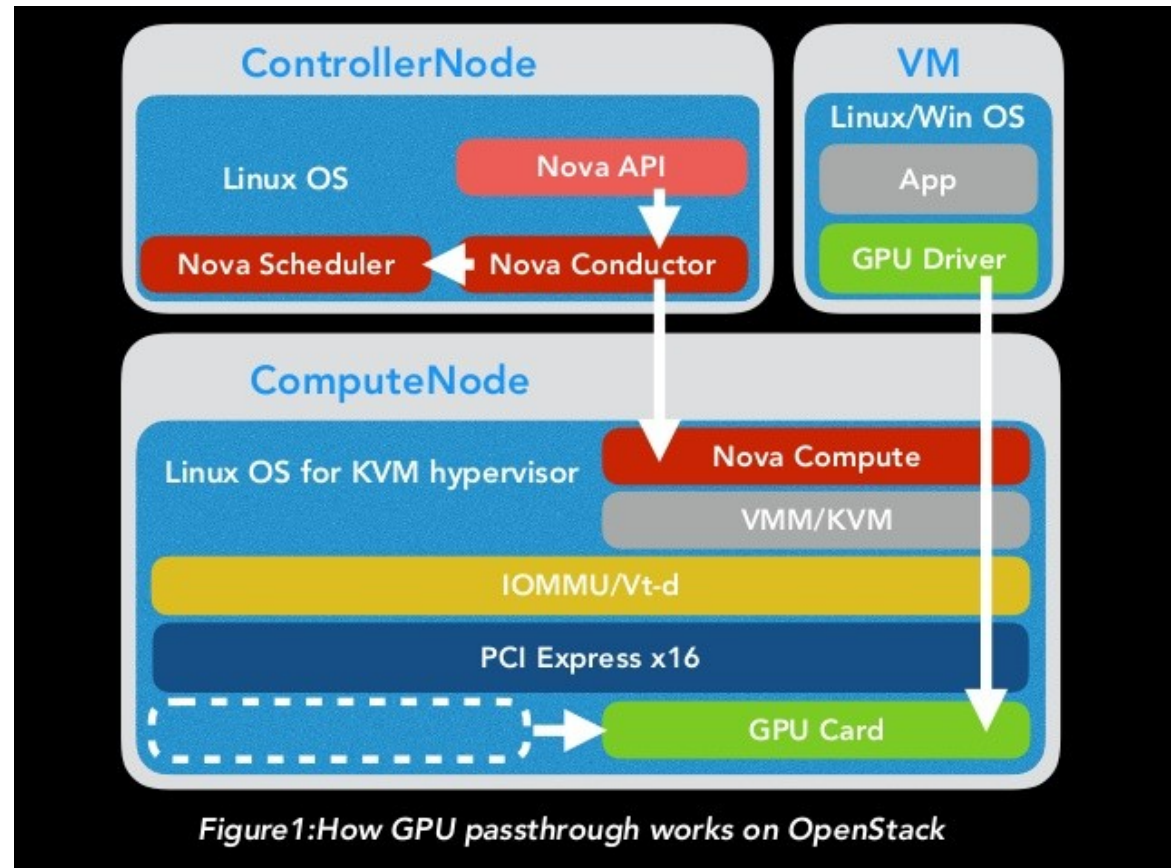 ControllerNode
Linux OS
Nova API
Nova Scheduler
Nova Conductor
VM
Linux/Win OS
App
GPU Driver
ComputeNode
Linux OS for KVM hypervisor
Nova Compute
VMM/KVM
IOMMU/Vt-d
PCI Express x16
GPU Card
Figure1:How GPU passthrough works on OpenStack